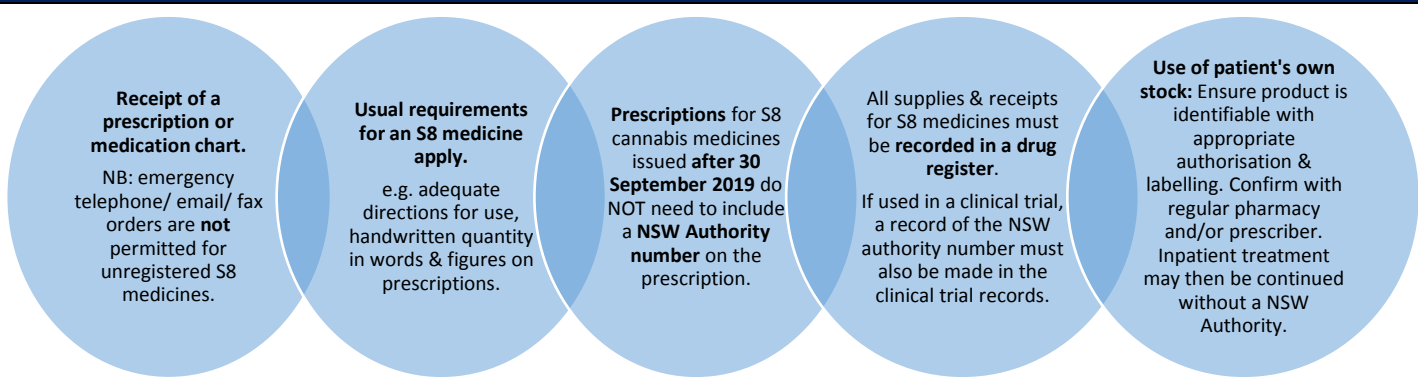 Receipt of a
prescription or
medication chart.
NB: emergency
telephone/ email/ fax
orders are not
permitted for
unregistered S8
medicines.
Usual requirements
for an S8 medicine
apply.
e.g. adequate
directions for use,
handwritten quantity
in words & figures on
prescriptions.
Prescriptions for S8
cannabis medicines
issued after 30
September 2019 do
NOT need to include
a NSW Authority
number on the
prescription.
All supplies & receipts
for S8 medicines must
be recorded in a drug
register.
If used in a clinical trial,
a record of the NSW
authority number must
also be made in the
clinical trial records.
Use of patient's own
stock: Ensure product is
identifiable with
appropriate
authorisation &
labelling. Confirm with
regular pharmacy
and/or prescriber.
Inpatient treatment
may then be continued
without a NSW
Authority.